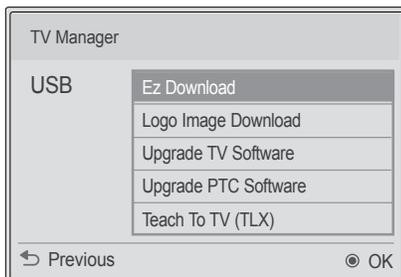 TV Manager
USB
Ez Download
Logo Image Download
Upgrade TV Software
Upgrade PTC Software
Teach To TV (TLX)
Previous
OK